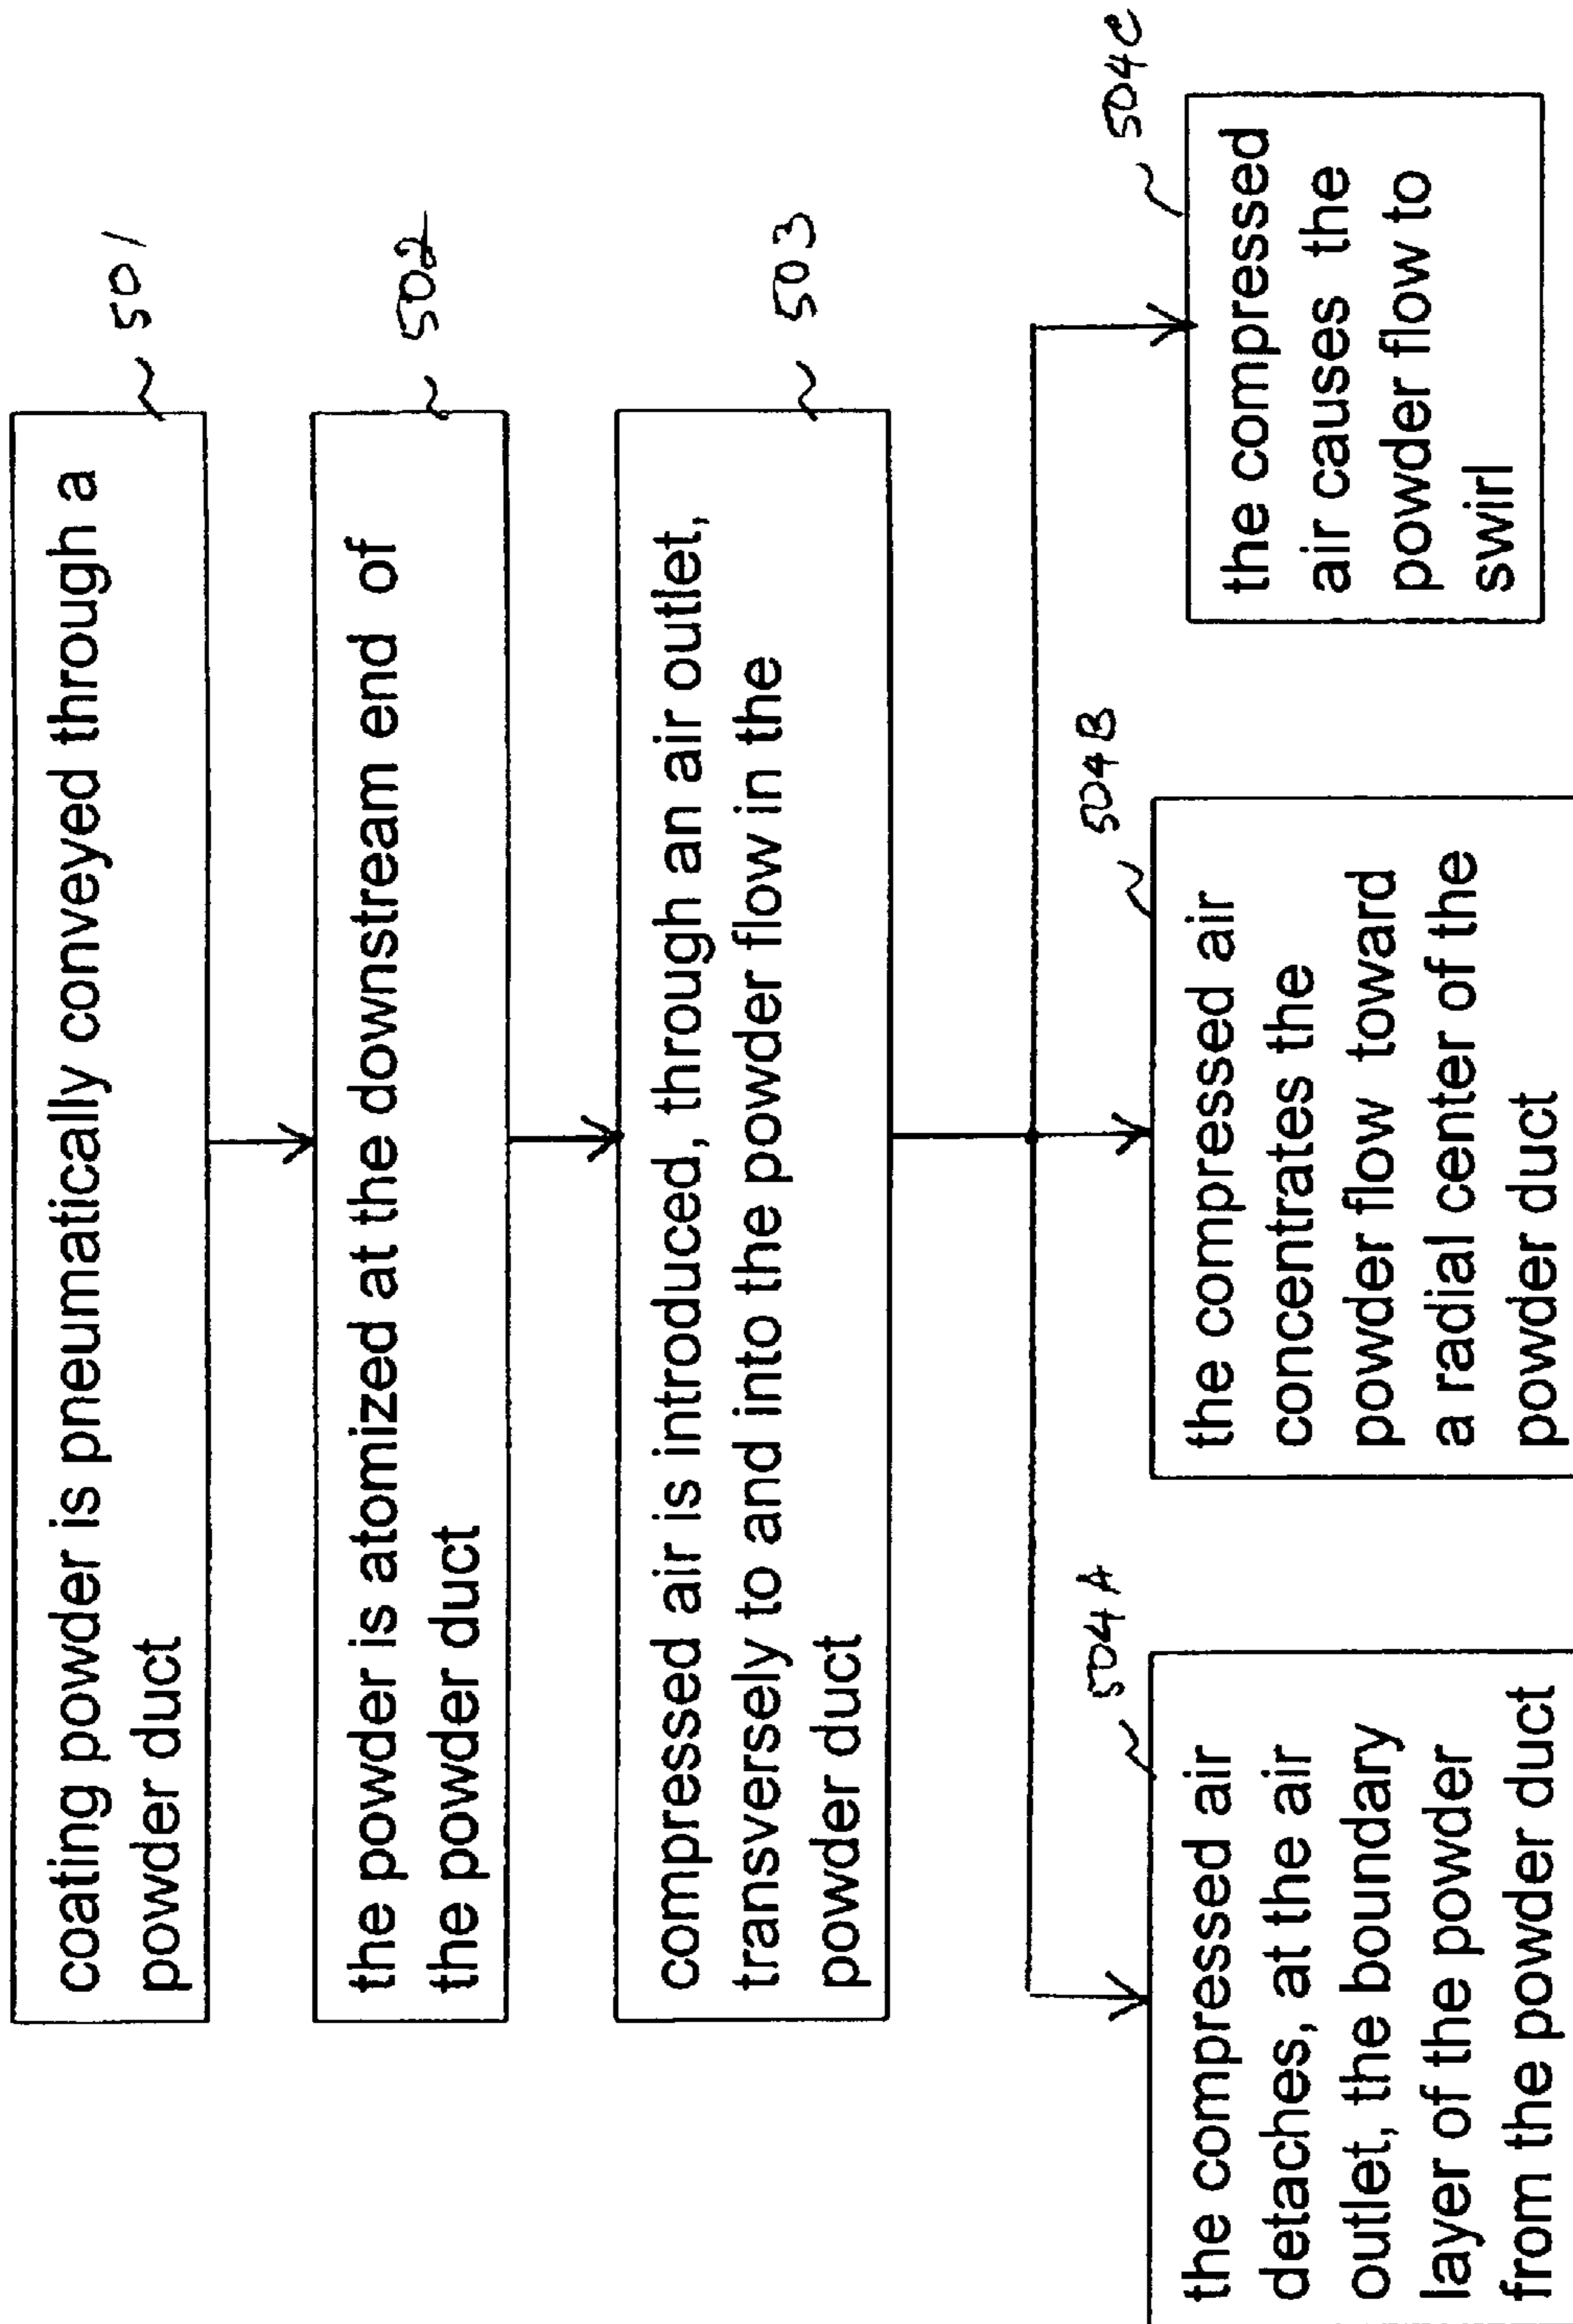 coating powder is pneumatically conveyed through a
powder duct
501
the powder is atomized at the downstream end of
the powder duct
502
compressed air is introduced, through an air outlet,
transversely to and into the powder flow in the
powder duct
503
504A
the compressed air
detaches, at the air
outlet, the boundary
layer of the powder
from the powder duct
504B
the compressed air
concentrates the
powder flow toward
a radial center of the
powder duct
504C
the compressed
air causes the
powder flow to
swirl